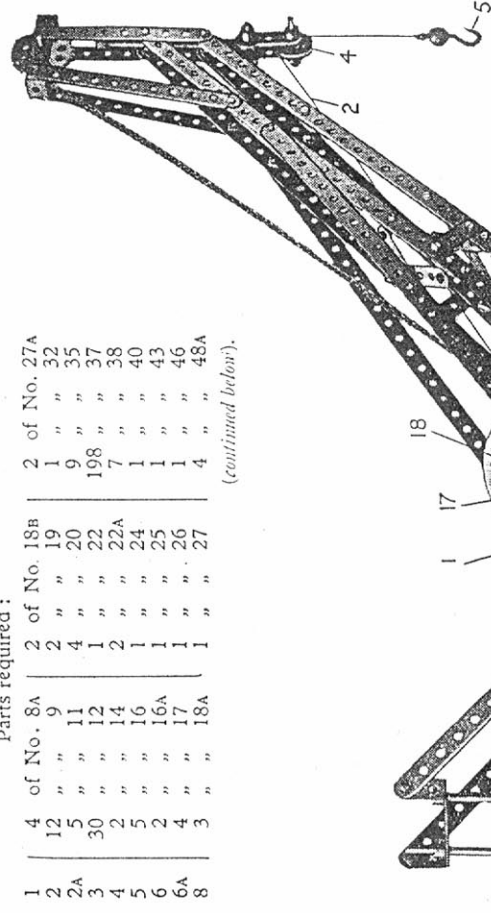 Parts required :
1 | 4 of No. 8A | 2 of No. 18B | 2 of No. 27A
2 | 12 „ „ 9 | 2 „ „ 19 | 1 „ „ 32
2A | 5 „ „ 11 | 4 „ „ 20 | 9 „ „ 35
3 | 30 „ „ 12 | 1 „ „ 22 | 198 „ „ 37
4 | 2 „ „ 14 | 2 „ „ 22A | 7 „ „ 38
5 | 5 „ „ 16 | 1 „ „ 24 | 1 „ „ 40
6 | 2 „ „ 16A | 1 „ „ 25 | 1 „ „ 43
6A | 4 „ „ 17 | 1 „ „ 26 | 1 „ „ 46
8 | 3 „ „ 18A | 1 „ „ 27 | 4 „ „ 48A
(continued below).
5
4
2
18
17
1